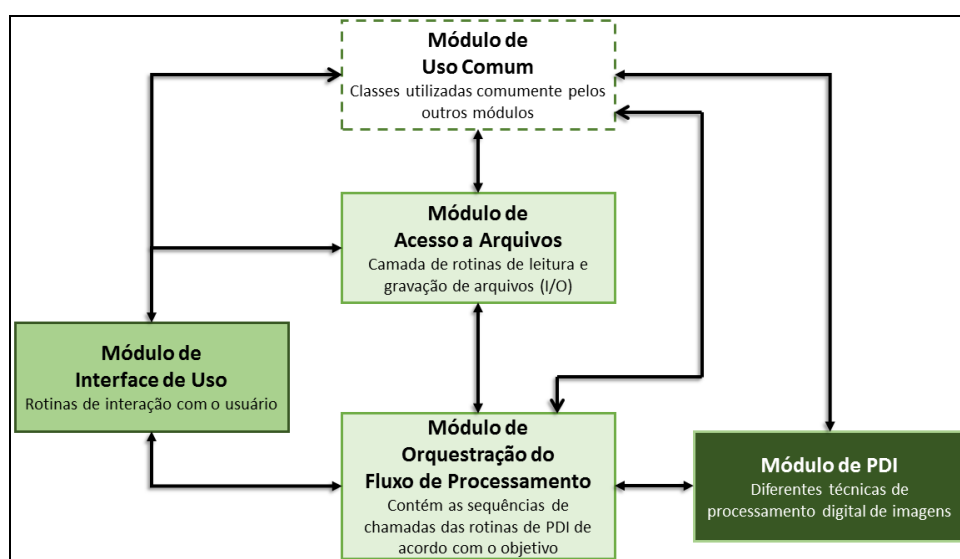 Módulo de
Uso Comum
Classes utilizadas comumente pelos
outros módulos
Módulo de
Acesso a Arquivos
Camada de rotinas de leitura e
gravação de arquivos (I/O)
Módulo de
Interface de Uso
Rotinas de interação com o usuário
Módulo de
Orquestração do
Fluxo de Processamento
Contém as sequências de
chamadas das rotinas de PDI de
acordo com o objetivo
Módulo de PDI
Diferentes técnicas de
processamento digital de imagens